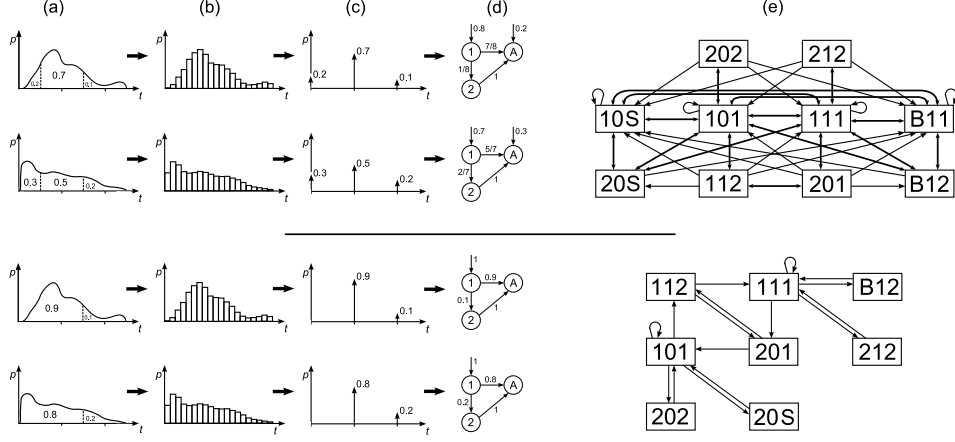 (a) (b) (c) (d) (e)
p 0.2 0.7 0.1 t
p t
0.2 0.7 0.1 t
0.8 0.2
1 7/8 A
1/8 1
2
p 0.3 0.5 0.2 t
p t
p 0.3 0.5 0.2 t
0.7 0.3
1 5/7 A
2/7 1
2
202 212
10S 101 111 B11
20S 112 201 B12
p 0.9 0.1 t
p t
p 0.9 0.1 t
1
1 0.9 A
0.1 1
2
p 0.8 0.2 t
p t
p 0.8 0.2 t
1
1 0.8 A
0.2 1
2
112 111 B12
101 201 212
202 20S